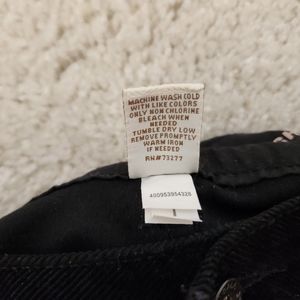 MACHINE WASH COLD
WITH LIKE COLORS
ONLY NON CHLORINE
BLEACH WHEN
NEEDED
TUMBLE DRY LOW
REMOVE PROMPTLY
WARM IRON
IF NEEDED
RN#73277
400953954328